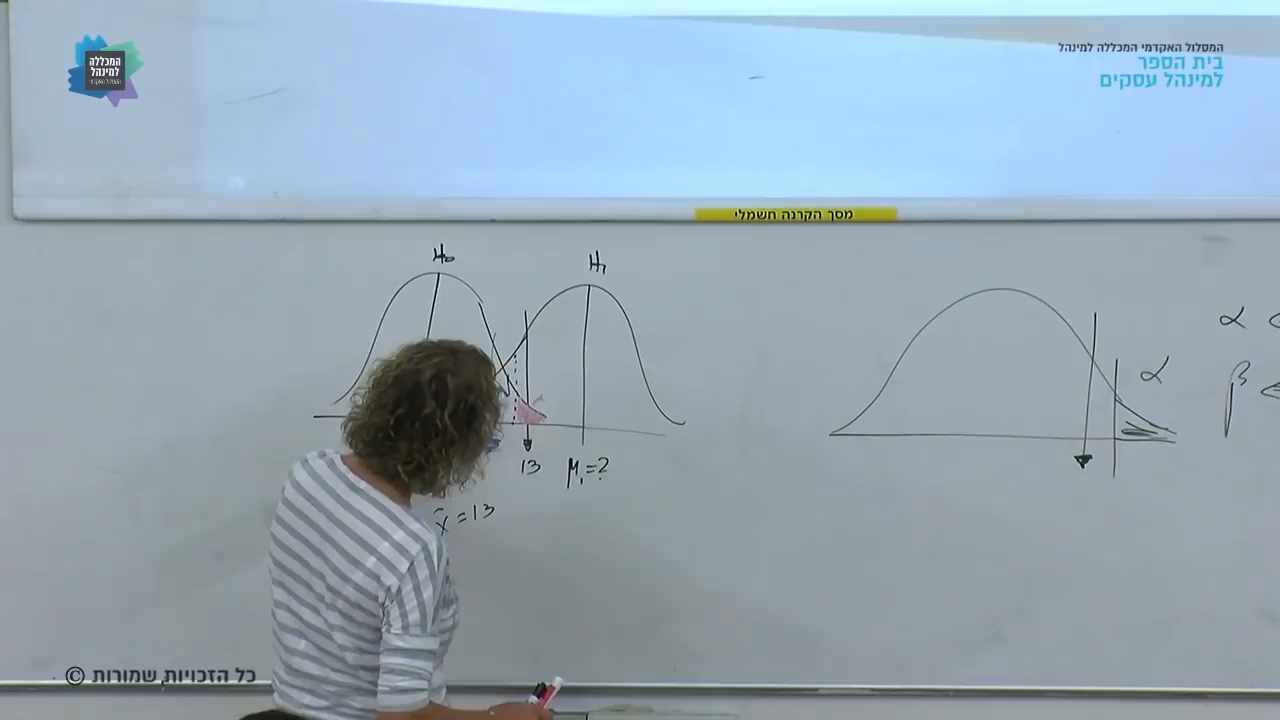 המכללה
למינהל
המסלול האקדמי המכללה למינהל
בית הספר
למינהל עסקים
מסך הקרנה חשמלי
H₀
H₁
α
α
β
13
μ₁=?
x̄=13
כל הזכויות שמורות ©